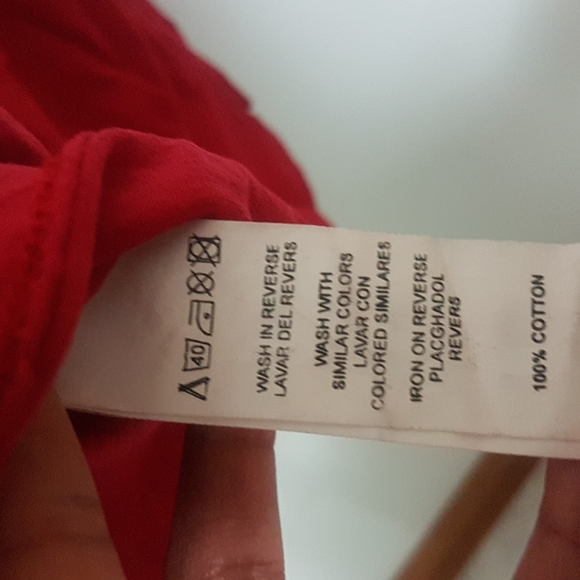 40
WASH IN REVERSE
LAVAR DEL REVERS
WASH WITH
SIMILAR COLORS
LAVAR CON
COLORED SIMILARES
IRON ON REVERSE
PLACGHADOL
REVERS
100% COTTON